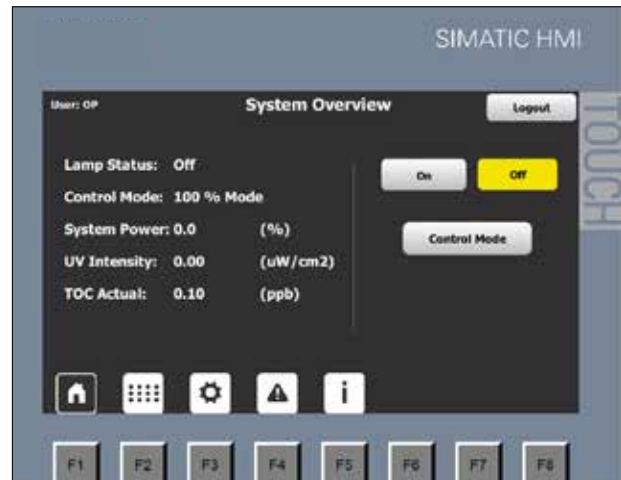 SIMATIC HMI
TOUCH
User: OP
System Overview
Logout
Lamp Status: Off
Control Mode: 100 % Mode
System Power: 0.0 (%)
UV Intensity: 0.00 (uW/cm2)
TOC Actual: 0.10 (ppb)
On
Off
Control Mode
i
F1
F2
F3
F4
F5
F6
F7
F8